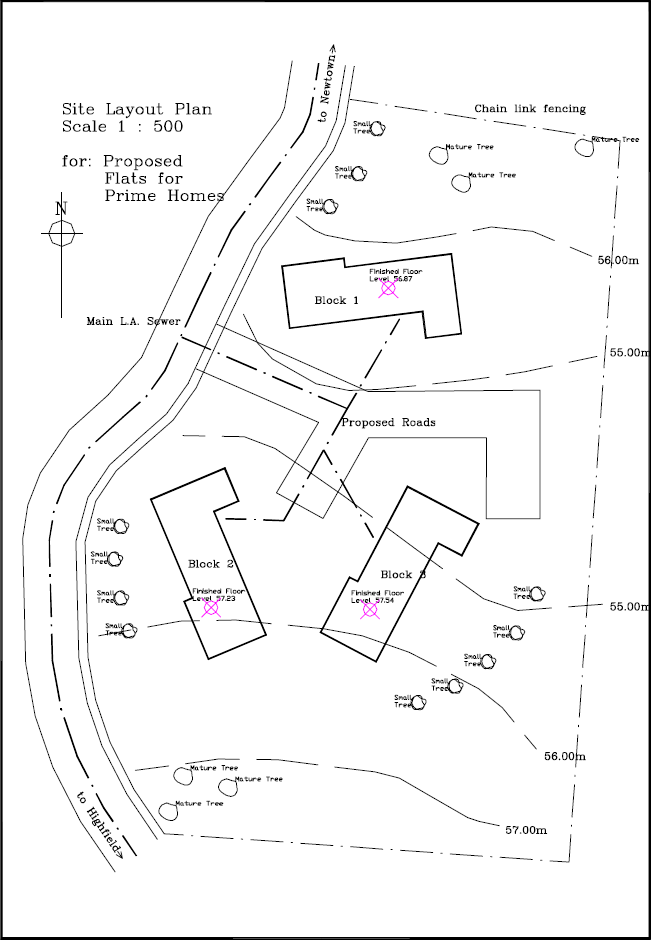 to Newtown
Site Layout Plan
Scale 1 : 500
for: Proposed
Flats for
Prime Homes
N
Chain link fencing
Small
Tree
Mature Tree
Mature Tree
Small
Tree
Mature Tree
Small
Tree
56.00m
Finished Floor
Level 56.87
Block 1
Main L.A. Sewer
55.00m
Proposed Roads
Small
Tree
Small
Tree
Block 2
Block 3
Finished Floor
Level 57.23
Finished Floor
Level 57.54
Small
Tree
Small
Tree
55.00m
Small
Tree
Small
Tree
Small
Tree
Small
Tree
Small
Tree
56.00m
Mature Tree
Mature Tree
Mature Tree
57.00m
to Highfield